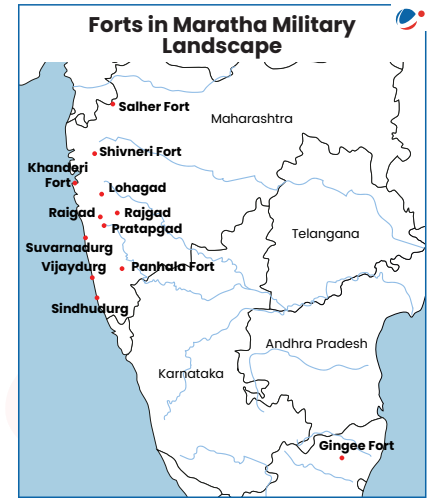 Forts in Maratha Military
Landscape
Salher Fort
Maharashtra
Shivneri Fort
Khanderi
Fort
Lohagad
Raigad
Rajgad
Pratapgad
Telangana
Suvarnadurg
Vijaydurg
Panhala Fort
Sindhudurg
Andhra Pradesh
Karnataka
Gingee Fort